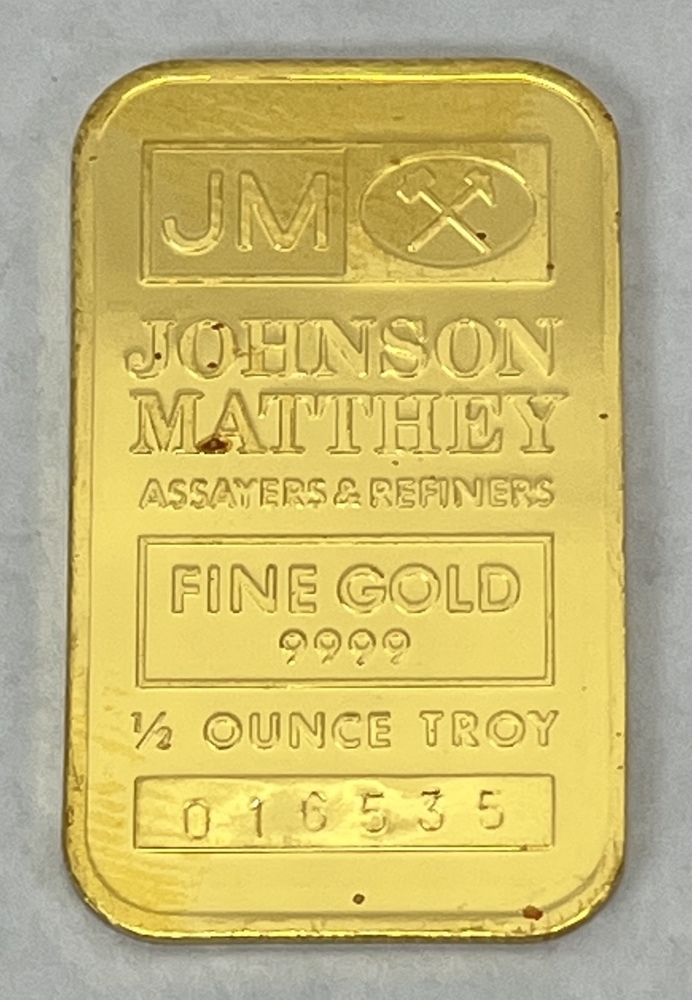 JM
JOHNSON
MATTHEY
ASSAYERS & REFINERS
FINE GOLD
9999
½ OUNCE TROY
016535